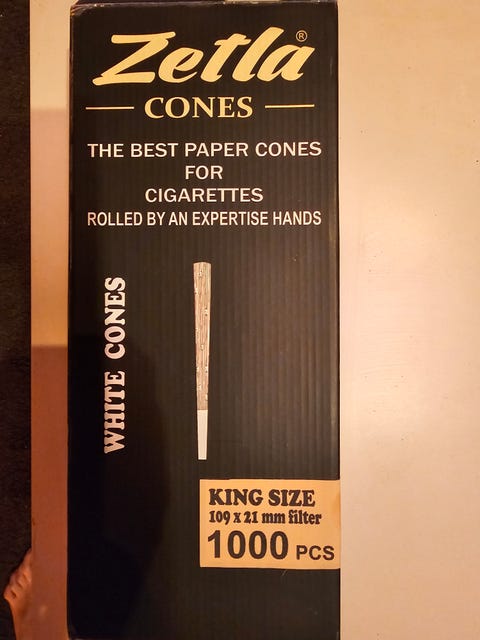 Zetla®
CONES
THE BEST PAPER CONES
FOR
CIGARETTES
ROLLED BY AN EXPERTISE HANDS
WHITE CONES
KING SIZE
109 x 21 mm filter
1000 PCS